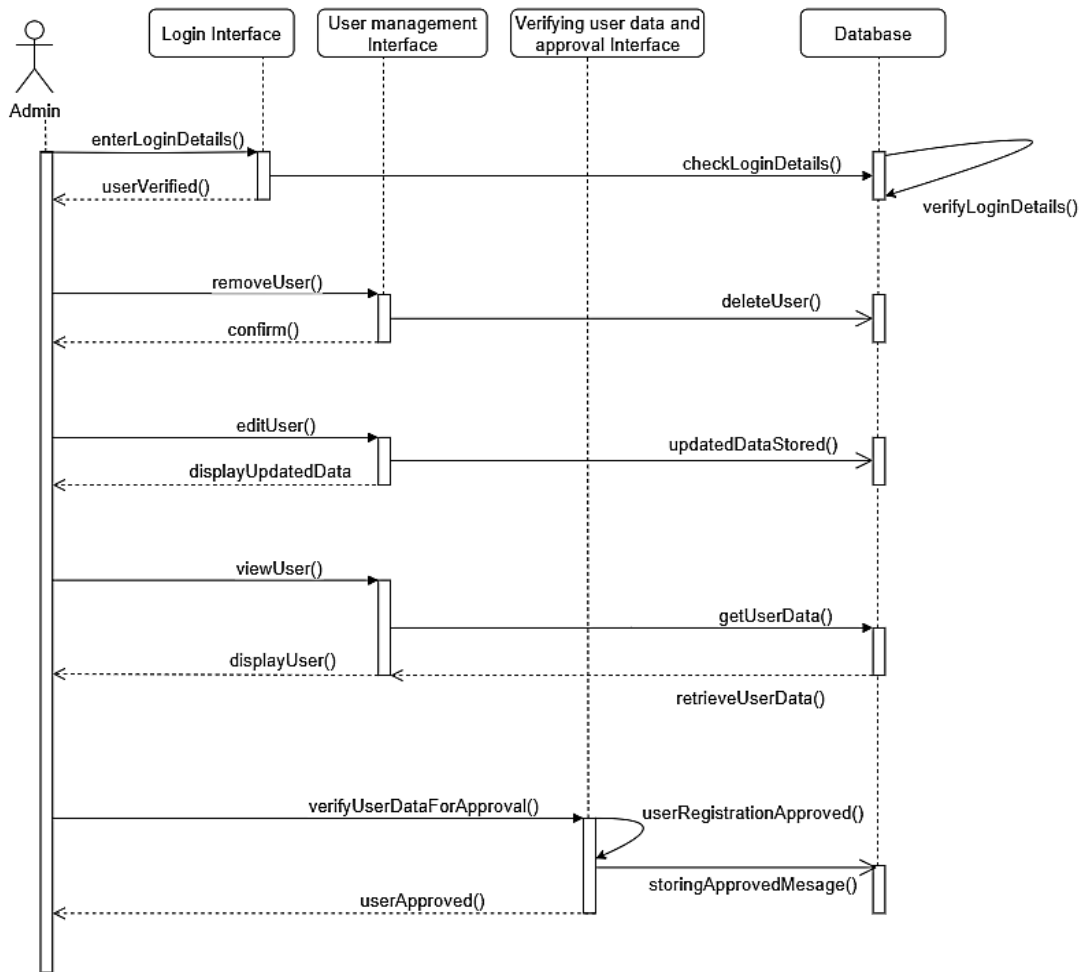 Login Interface
User management
Interface
Verifying user data and
approval Interface
Database
Admin
enterLoginDetails()
checkLoginDetails()
userVerified()
verifyLoginDetails()
removeUser()
deleteUser()
confirm()
editUser()
updatedDataStored()
displayUpdatedData
viewUser()
getUserData()
displayUser()
retrieveUserData()
verifyUserDataForApproval()
userRegistrationApproved()
storingApprovedMesage()
userApproved()